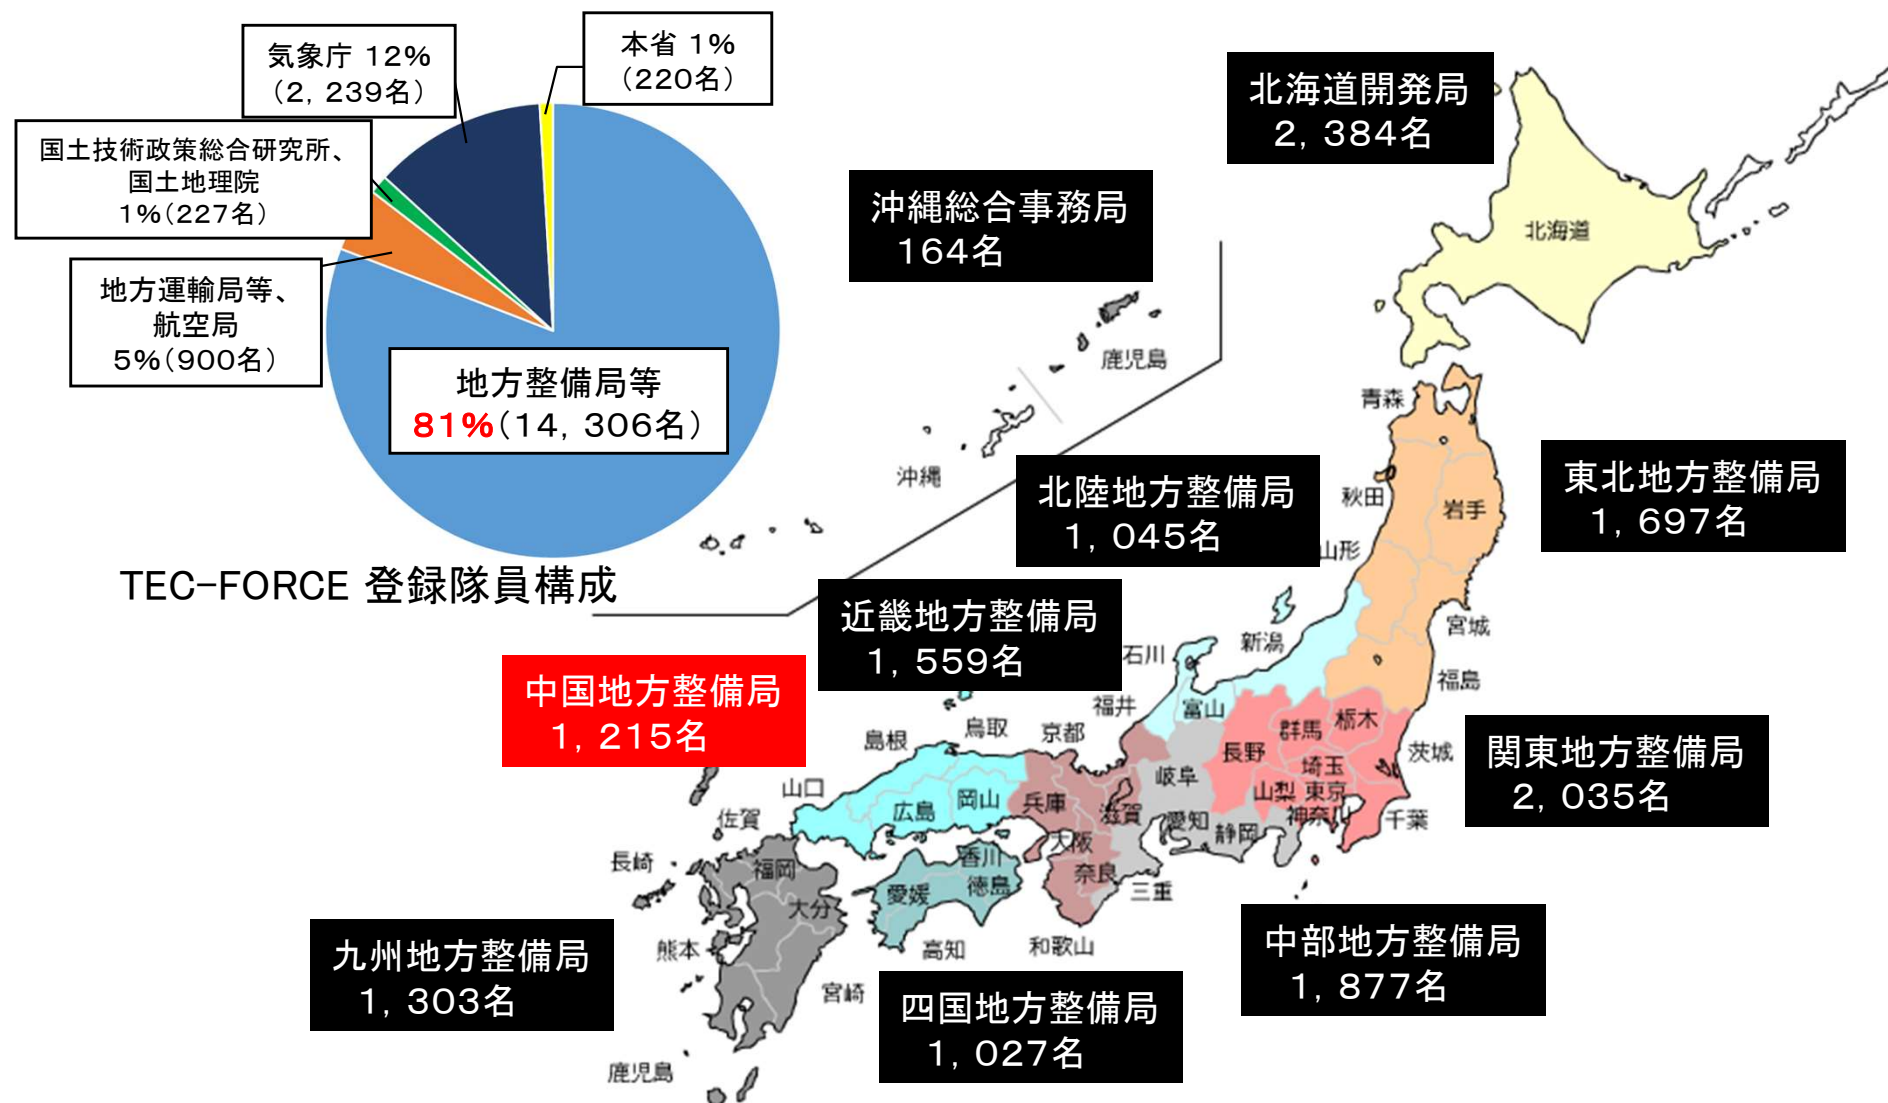 気象庁 12%
（2, 239名）
本省 1%
（220名）
国土技術政策総合研究所、
国土地理院
1%（227名）
地方運輸局等、
航空局
5%（900名）
地方整備局等
81%（14, 306名）
TEC-FORCE 登録隊員構成
北海道開発局
2, 384名
沖縄総合事務局
164名
北海道
鹿児島
沖縄
青森
秋田
岩手
北陸地方整備局
1, 045名
東北地方整備局
1, 697名
山形
宮城
近畿地方整備局
1, 559名
新潟
石川
福島
中国地方整備局
1, 215名
福井
富山
栃木
群馬
長野
茨城
関東地方整備局
2, 035名
島根
鳥取
京都
岐阜
埼玉
山梨
東京
山口
広島
岡山
兵庫
滋賀
愛知
静岡
神奈川
千葉
佐賀
大阪
長崎
福岡
香川
愛媛
徳島
奈良
三重
大分
熊本
高知
和歌山
宮崎
鹿児島
九州地方整備局
1, 303名
四国地方整備局
1, 027名
中部地方整備局
1, 877名